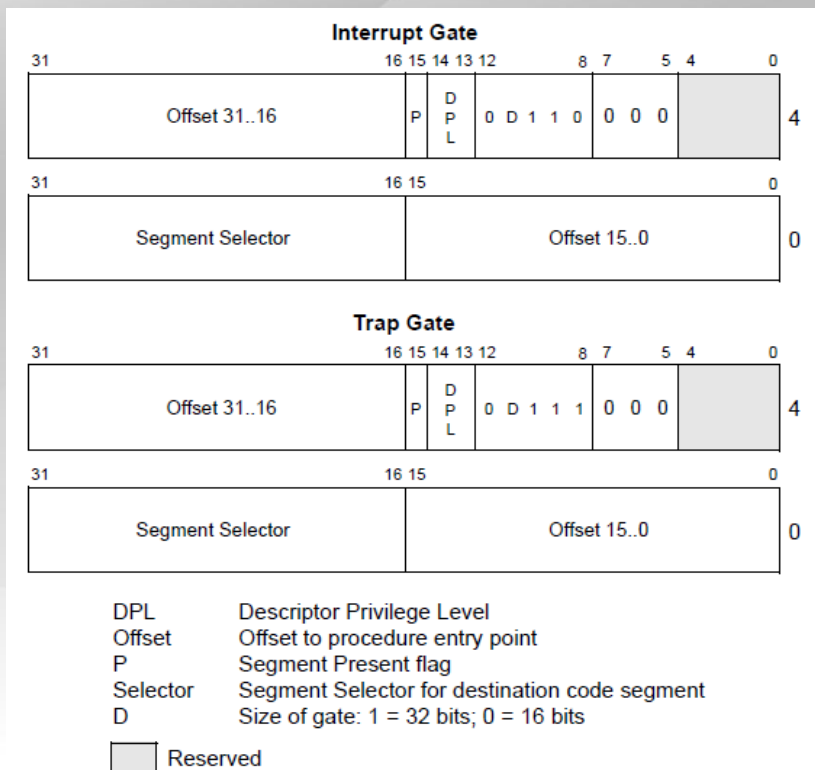 Interrupt Gate
31 16 15 14 13 12 8 7 5 4 0
Offset 31..16 P DPL 0 D 1 1 0 0 0 0 4
31 16 15 0
Segment Selector Offset 15..0 0
Trap Gate
31 16 15 14 13 12 8 7 5 4 0
Offset 31..16 P DPL 0 D 1 1 1 0 0 0 4
31 16 15 0
Segment Selector Offset 15..0 0
DPL Descriptor Privilege Level
Offset Offset to procedure entry point
P Segment Present flag
Selector Segment Selector for destination code segment
D Size of gate: 1 = 32 bits; 0 = 16 bits
Reserved